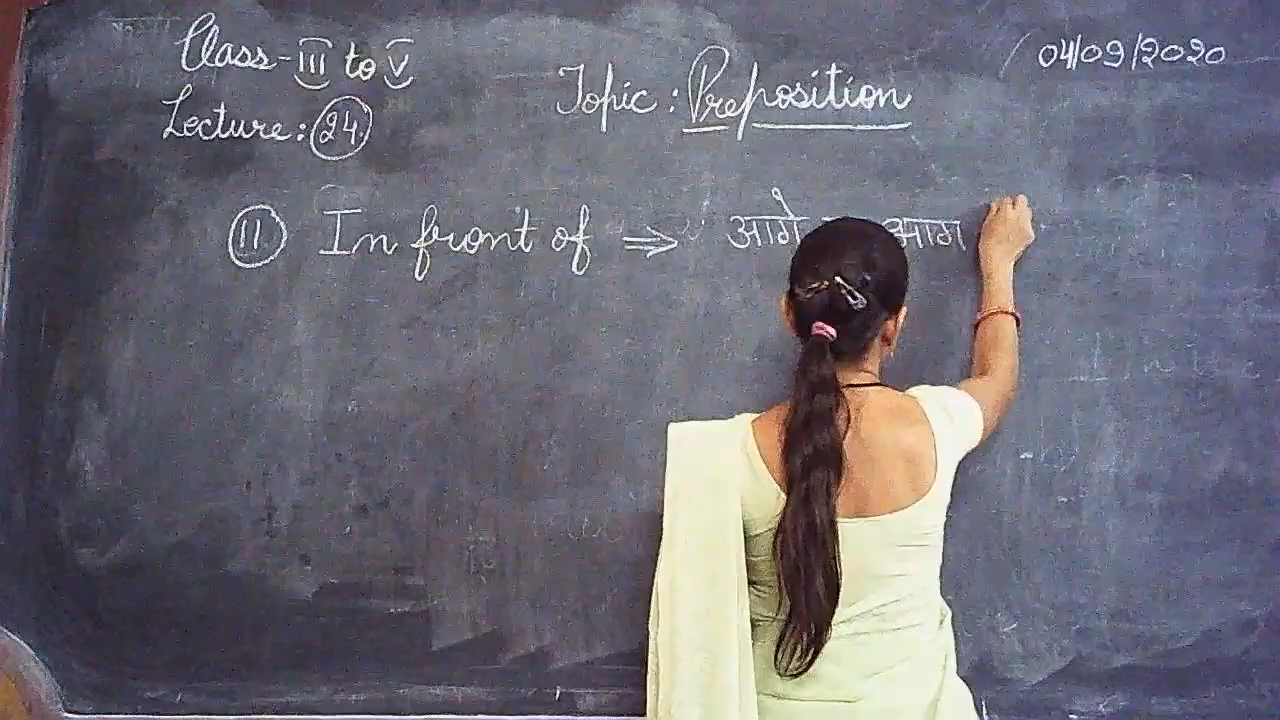 Class-III to V
Lecture: 24
Topic: Preposition
04/09/2020
11 In front of ⇒ आगे भाग